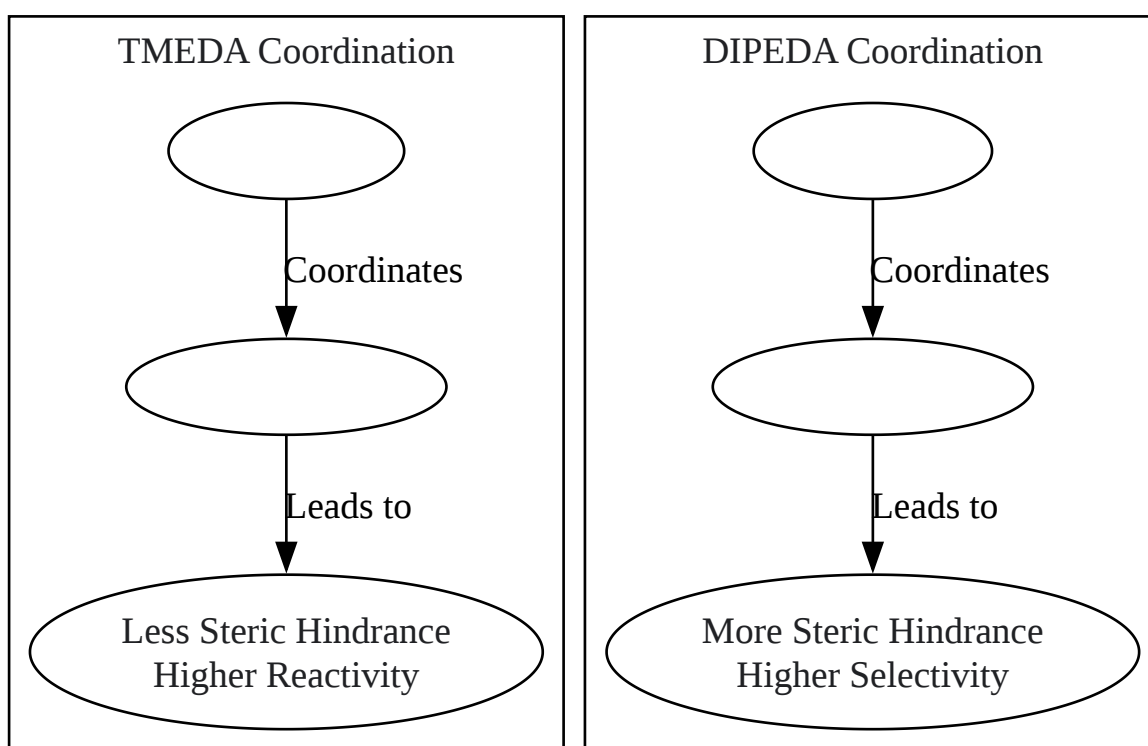 TMEDA Coordination
Coordinates
Leads to
Less Steric Hindrance
Higher Reactivity
DIPEDA Coordination
Coordinates
Leads to
More Steric Hindrance
Higher Selectivity